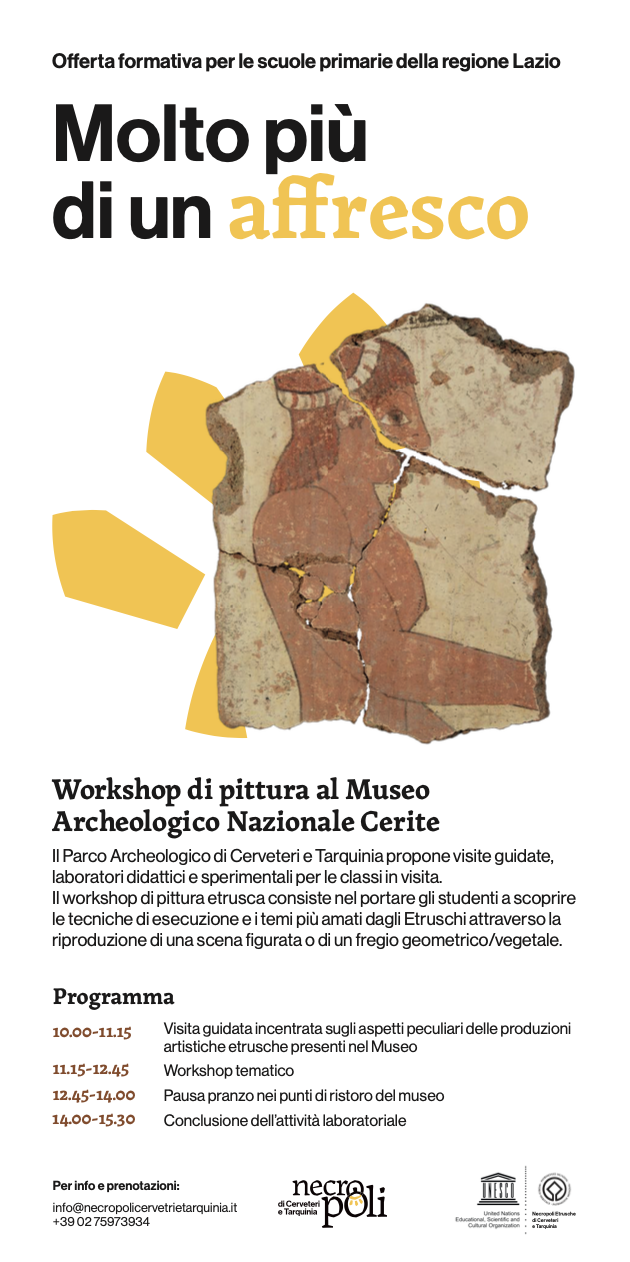 Offerta formativa per le scuole primarie della regione Lazio
Molto più
di un affresco
Workshop di pittura al Museo
Archeologico Nazionale Cerite
Il Parco Archeologico di Cerveteri e Tarquinia propone visite guidate,
laboratori didattici e sperimentali per le classi in visita.
Il workshop di pittura etrusca consiste nel portare gli studenti a scoprire
le tecniche di esecuzione e i temi più amati dagli Etruschi attraverso la
riproduzione di una scena figurata o di un fregio geometrico/vegetale.
Programma
10.00-11.15 Visita guidata incentrata sugli aspetti peculiari delle produzioni
artistiche etrusche presenti nel Museo
11.15-12.45 Workshop tematico
12.45-14.00 Pausa pranzo nei punti di ristoro del museo
14.00-15.30 Conclusione dell'attività laboratoriale
Per info e prenotazioni:
info@necropolicervetrietarquinia.it
+39 0275973934
necropoli
di Cerveteri
e Tarquinia
UNESCO
United Nations
Educational, Scientific and
Cultural Organization
Necropoli Etrusche
di Cerveteri
e Tarquinia